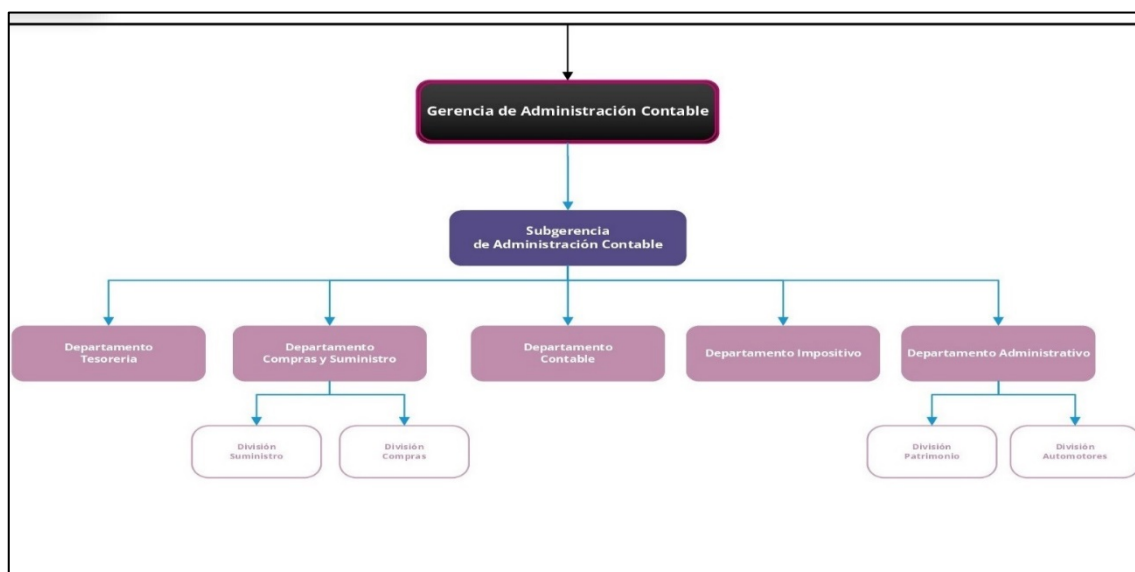 Gerencia de Administración Contable
Subgerencia
de Administración Contable
Departamento
Tesorería
Departamento
Compras y Suministro
Departamento
Contable
Departamento Impositivo
Departamento Administrativo
División
Suministro
División
Compras
División
Patrimonio
División
Automotores